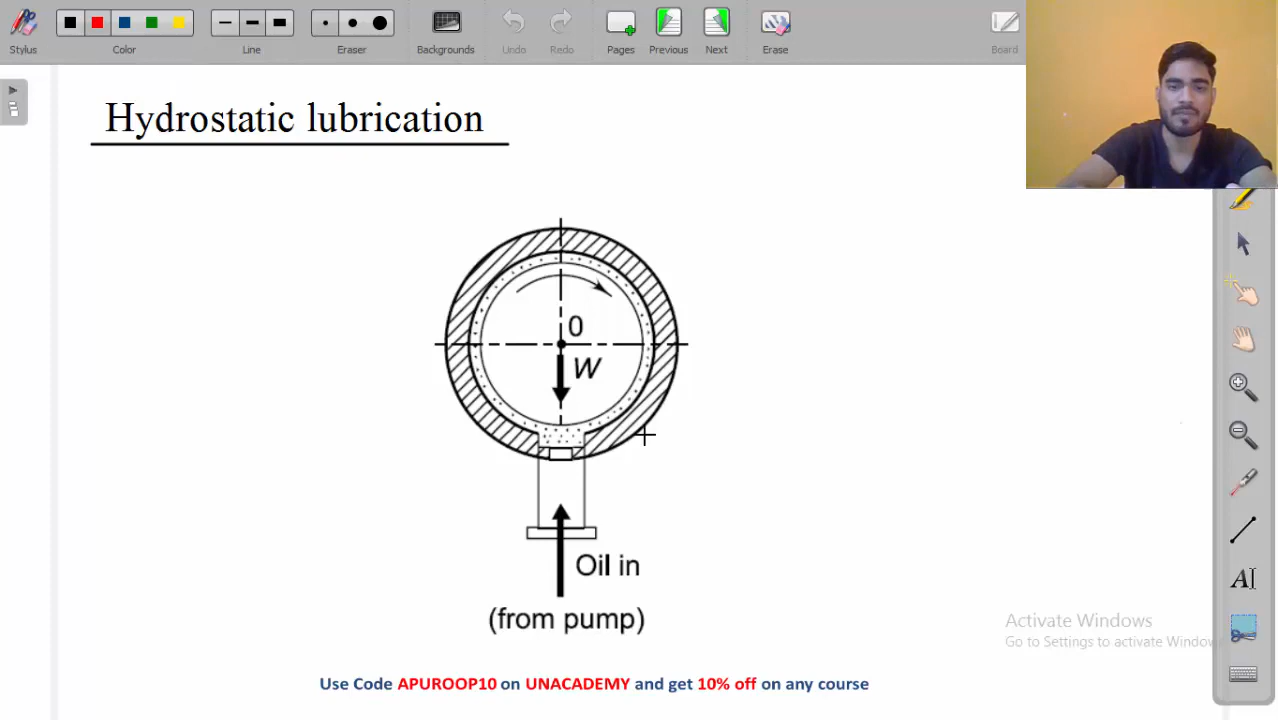 Stylus
Color
Line
Eraser
Backgrounds
Undo
Redo
Pages
Previous
Next
Erase
Board
Hydrostatic lubrication
0
W
Oil in
(from pump)
Activate Windows
Go to Settings to activate Window
Use Code APUROOP10 on UNACADEMY and get 10% off on any course
A